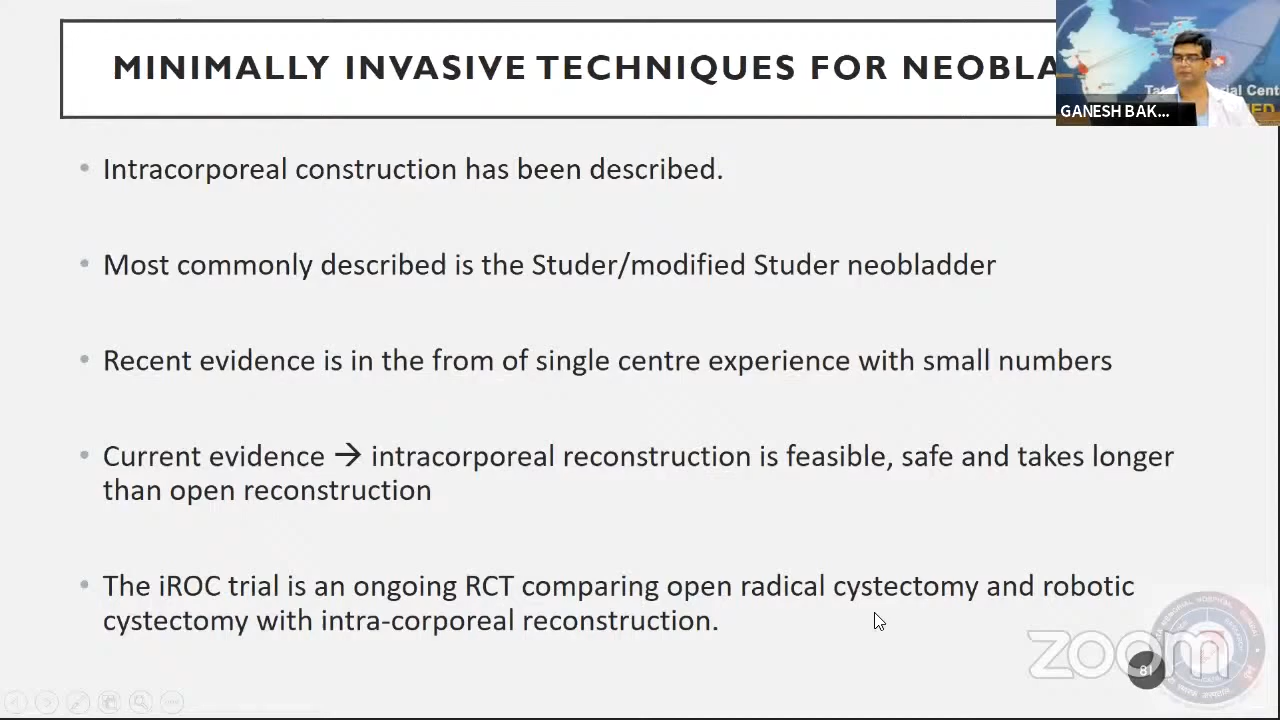 MINIMALLY INVASIVE TECHNIQUES FOR NEOBLA
GANESH BAK...
Intracorporeal construction has been described.
Most commonly described is the Studer/modified Studer neobladder
Recent evidence is in the from of single centre experience with small numbers
Current evidence → intracorporeal reconstruction is feasible, safe and takes longer
than open reconstruction
The iROC trial is an ongoing RCT comparing open radical cystectomy and robotic
cystectomy with intra-corporeal reconstruction.
zoom
81